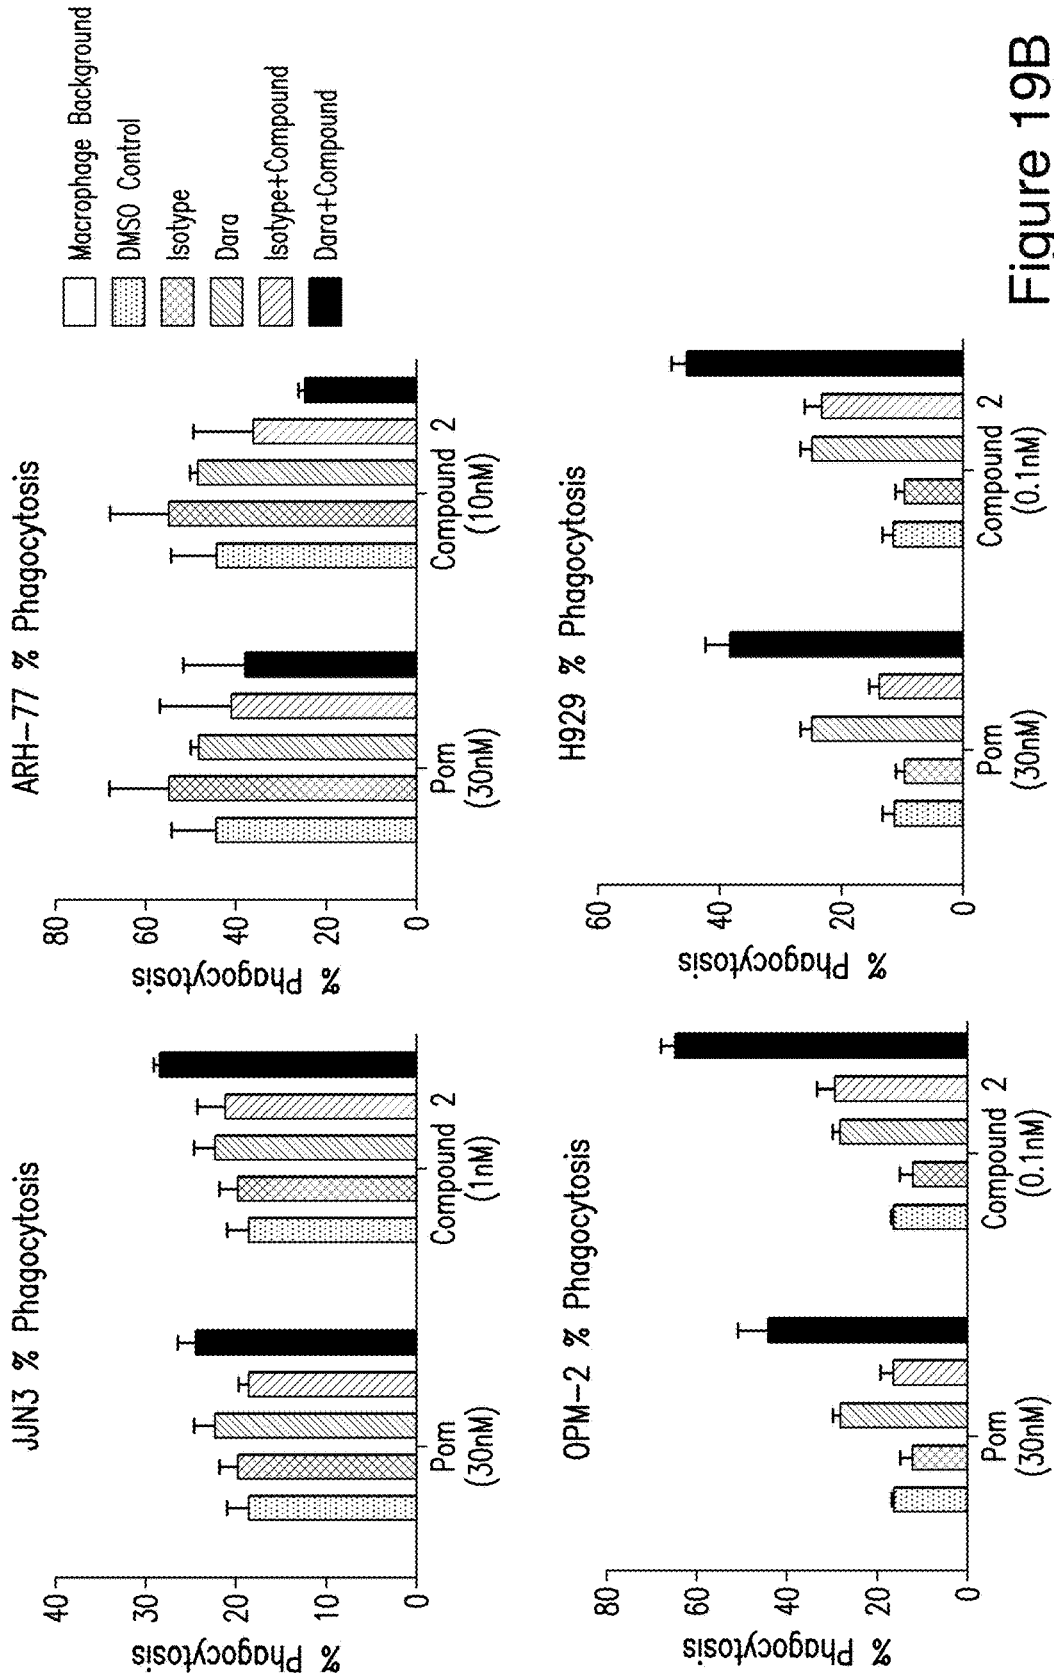 JJN3 % Phagocytosis
% Phagocytosis
40
30
20
10
0
Pom
(30nM)
Compound 2
(1nM)
ARH-77 % Phagocytosis
% Phagocytosis
80
60
40
20
0
Pom
(30nM)
Compound 2
(10nM)
Macrophage Background
DMSO Control
Isotype
Dara
Isotype+Compound
Dara+Compound
OPM-2 % Phagocytosis
% Phagocytosis
80
60
40
20
0
Pom
(30nM)
Compound 2
(0.1nM)
H929 % Phagocytosis
% Phagocytosis
60
40
20
0
Pom
(30nM)
Compound 2
(0.1nM)
Figure 19B